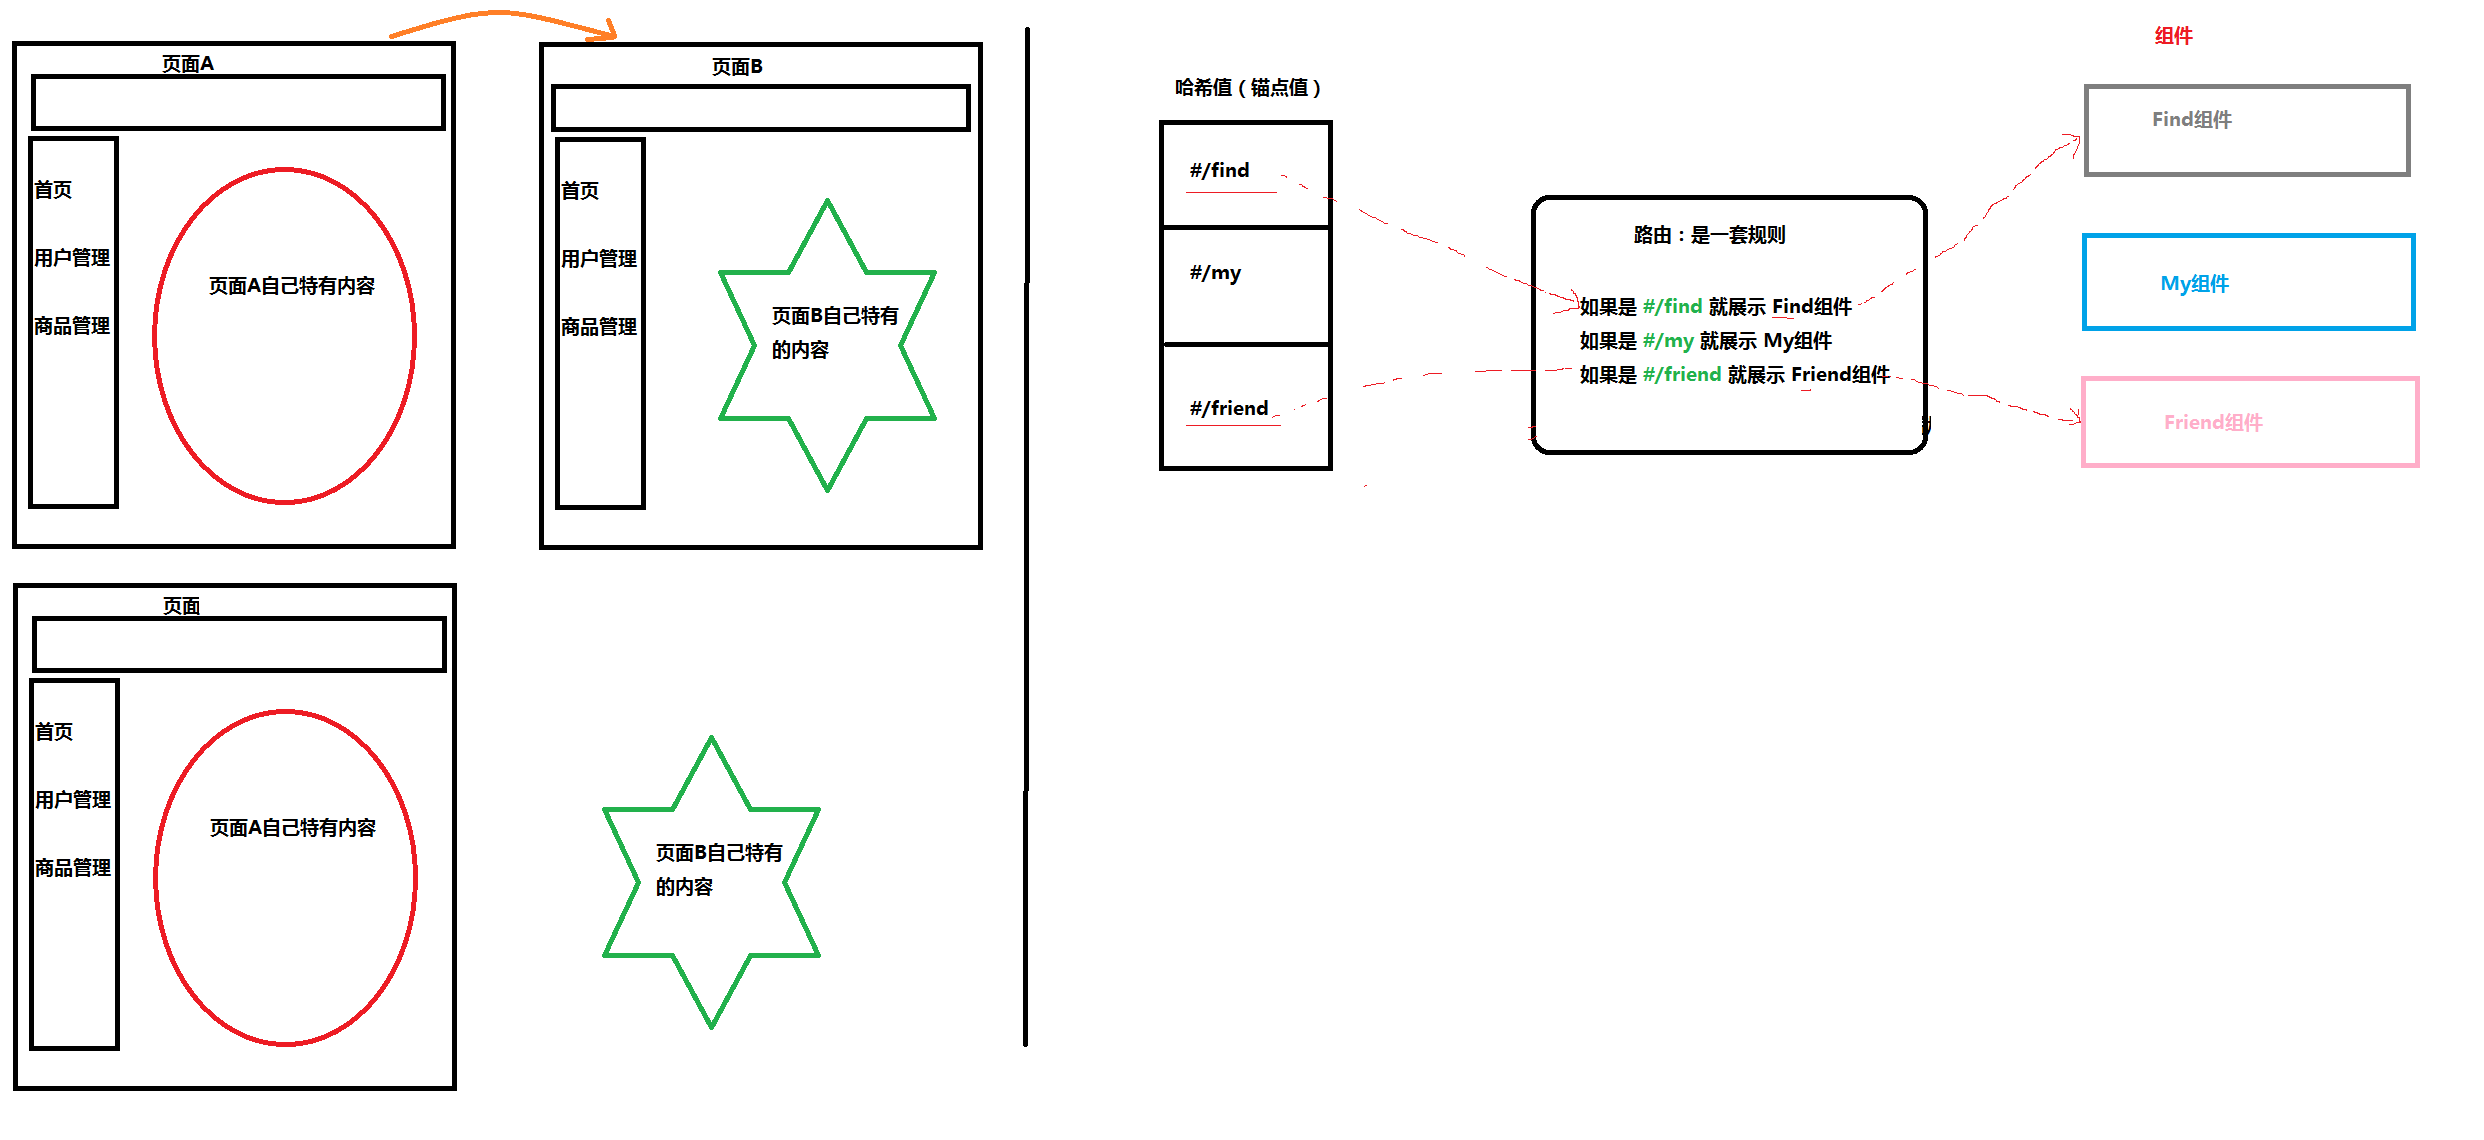 页面A
首页
用户管理
商品管理
页面A自己特有内容
页面B
首页
用户管理
商品管理
页面B自己特有
的内容
页面
首页
用户管理
商品管理
页面A自己特有内容
页面B自己特有
的内容
哈希值（锚点值）
#/find
#/my
#/friend
路由：是一套规则
如果是 #/find 就展示 Find组件
如果是 #/my 就展示 My组件
如果是 #/friend 就展示 Friend组件
组件
Find组件
My组件
Friend组件